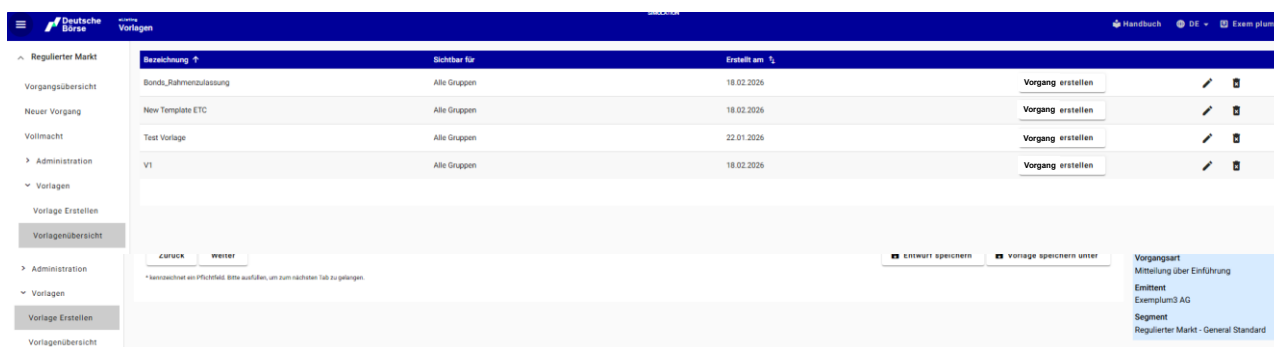 SIMULATION
Deutsche Börse
eListing
Vorlagen
Handbuch DE Exem plum
Regulierter Markt
Vorgangsübersicht
Neuer Vorgang
Vollmacht
Administration
Vorlagen
Vorlage Erstellen
Vorlagenübersicht
Bezeichnung Sichtbar für Erstellt am
Bonds_Rahmenzulassung Alle Gruppen 18.02.2026 Vorgang erstellen
New Template ETC Alle Gruppen 18.02.2026 Vorgang erstellen
Test Vorlage Alle Gruppen 22.01.2026 Vorgang erstellen
V1 Alle Gruppen 18.02.2026 Vorgang erstellen
Administration
Vorlagen
Vorlage Erstellen
Vorlagenübersicht
Zurück Weiter Entwurf speichern Vorlage speichern unter
* kennzeichnet ein Pflichtfeld. Bitte ausfüllen, um zum nächsten Tab zu gelangen.
Vorgangsart
Mitteilung über Einführung
Emittent
Exemplum3 AG
Segment
Regulierter Markt - General Standard